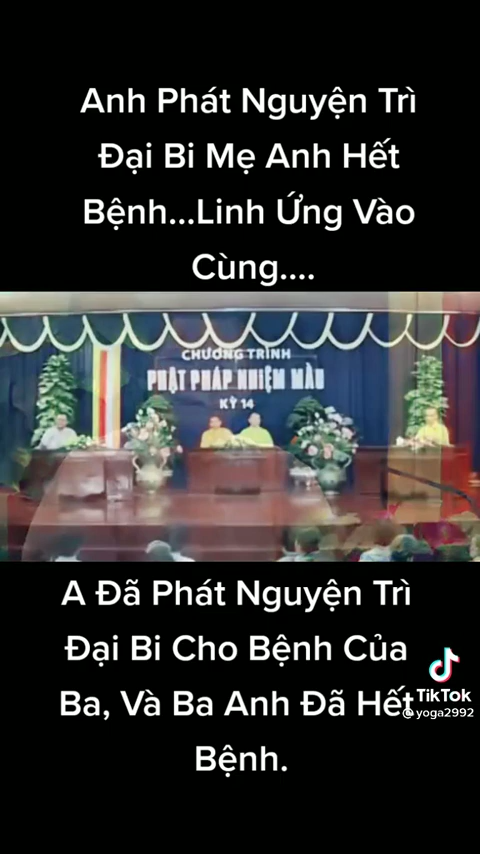 Anh Phát Nguyện Trì
Đại Bi Mẹ Anh Hết
Bệnh...Linh Ứng Vào
Cùng....
CHƯƠNG TRÌNH
PHẬT PHÁP NHIỆM MÀU
KỲ 14
A Đã Phát Nguyện Trì
Đại Bi Cho Bệnh Của
Ba, Và Ba Anh Đã Hết
Bệnh.
TikTok
@yoga2992